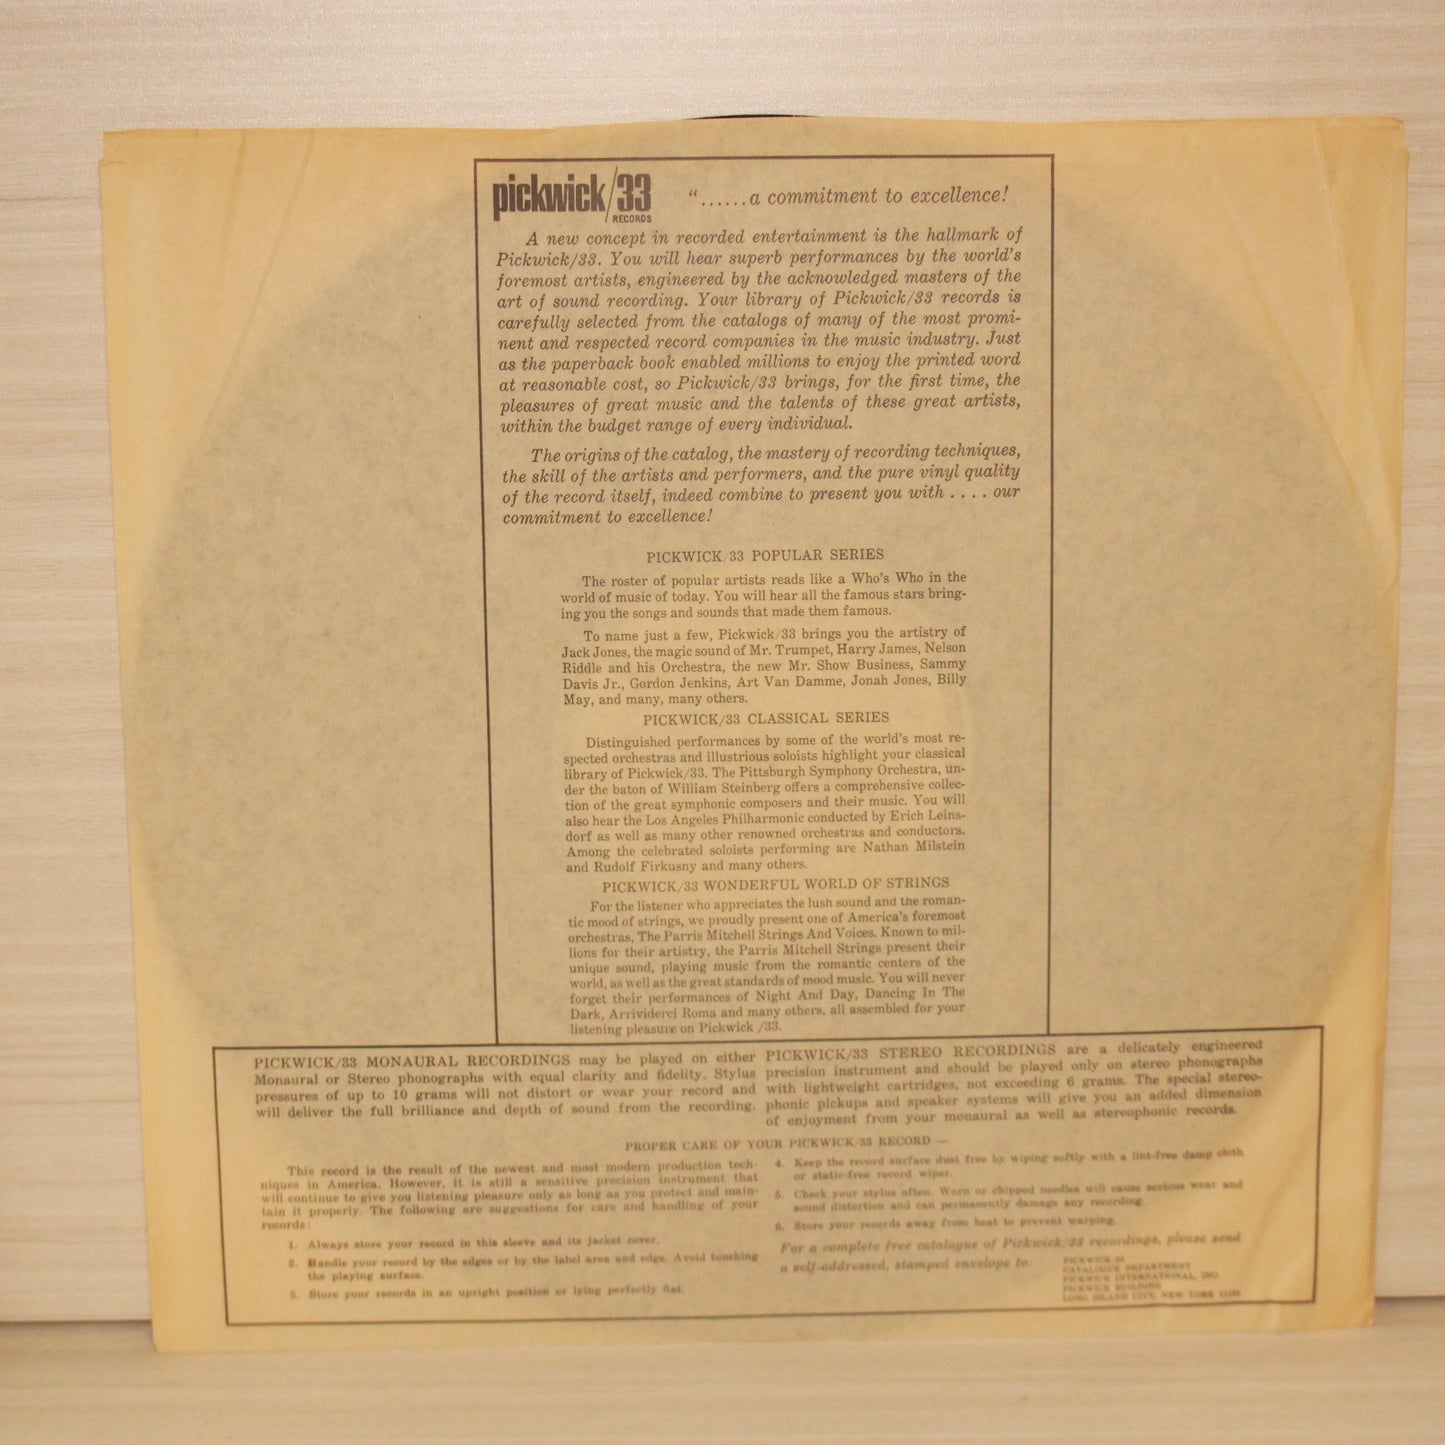 pickwick/33
RECORDS
“......a commitment to excellence!
A new concept in recorded entertainment is the hallmark of
Pickwick/33. You will hear superb performances by the world's
foremost artists, engineered by the acknowledged masters of the
art of sound recording. Your library of Pickwick/33 records is
carefully selected from the catalogs of many of the most promi-
nent and respected record companies in the music industry. Just
as the paperback book enabled millions to enjoy the printed word
at reasonable cost, so Pickwick/33 brings, for the first time, the
pleasures of great music and the talents of these great artists,
within the budget range of every individual.
The origins of the catalog, the mastery of recording techniques,
the skill of the artists and performers, and the pure vinyl quality
of the record itself, indeed combine to present you with . . . . our
commitment to excellence!
PICKWICK/33 POPULAR SERIES
The roster of popular artists reads like a Who's Who in the
world of music of today. You will hear all the famous stars bring-
ing you the songs and sounds that made them famous.
To name just a few, Pickwick/33 brings you the artistry of
Jack Jones, the magic sound of Mr. Trumpet, Harry James, Nelson
Riddle and his Orchestra, the new Mr. Show Business, Sammy
Davis Jr., Gordon Jenkins, Art Van Damme, Jonah Jones, Billy
May, and many, many others.
PICKWICK/33 CLASSICAL SERIES
Distinguished performances by some of the world's most re-
spected orchestras and illustrious soloists highlight your classical
library of Pickwick/33. The Pittsburgh Symphony Orchestra, un-
der the baton of William Steinberg offers a comprehensive collec-
tion of the great symphonic composers and their music. You will
also hear the Los Angeles Philharmonic conducted by Erich Leins-
dorf as well as many other renowned orchestras and conductors.
Among the celebrated soloists performing are Nathan Milstein
and Rudolf Firkusny and many others.
PICKWICK/33 WONDERFUL WORLD OF STRINGS
For the listener who appreciates the lush sound and the roman-
tic mood of strings, we proudly present one of America's foremost
orchestras, The Parris Mitchell Strings And Voices. Known to mil-
lions for their artistry, the Parris Mitchell Strings present their
unique sound, playing music from the romantic centers of the
world, as well as the great standards of mood music. You will never
forget their performances of Night And Day, Dancing In The
Dark, Arrividerci Roma and many others, all assembled for your
listening pleasure on Pickwick /33.
PICKWICK/33 MONAURAL RECORDINGS may be played on either
Monaural or Stereo phonographs with equal clarity and fidelity. Stylus
pressures of up to 10 grams will not distort or wear your record and
will deliver the full brilliance and depth of sound from the recording.
PICKWICK/33 STEREO RECORDINGS are a delicately engineered
precision instrument and should be played only on stereo phonographs
with lightweight cartridges, not exceeding 6 grams. The special stereo-
phonic pickups and speaker systems will give you an added dimension
of enjoyment from your monaural as well as stereophonic records.
PROPER CARE OF YOUR PICKWICK/33 RECORD —
This record is the result of the newest and most modern production tech-
niques in America. However, it is still a sensitive precision instrument that
will continue to give you listening pleasure only as long as you protect and main-
tain it properly. The following are suggestions for care and handling of your
records:
1. Always store your record in this sleeve and its jacket cover.
2. Handle your record by the edges or by the label area and edge. Avoid touching
the playing surface.
3. Store your records in an upright position or lying perfectly flat.
4. Keep the record surface dust free by wiping softly with a lint-free damp cloth
or static-free record wiper.
5. Check your stylus often. Worn or chipped needles will cause serious wear and
sound distortion and can permanently damage any recording.
6. Store your records away from heat to prevent warping.
For a complete free catalogue of Pickwick/33 recordings, please send
a self-addressed, stamped envelope to:
PICKWICK 33
CATALOGUE DEPARTMENT
PICKWICK INTERNATIONAL, INC.
PICKWICK BUILDING
LONG ISLAND CITY, NEW YORK